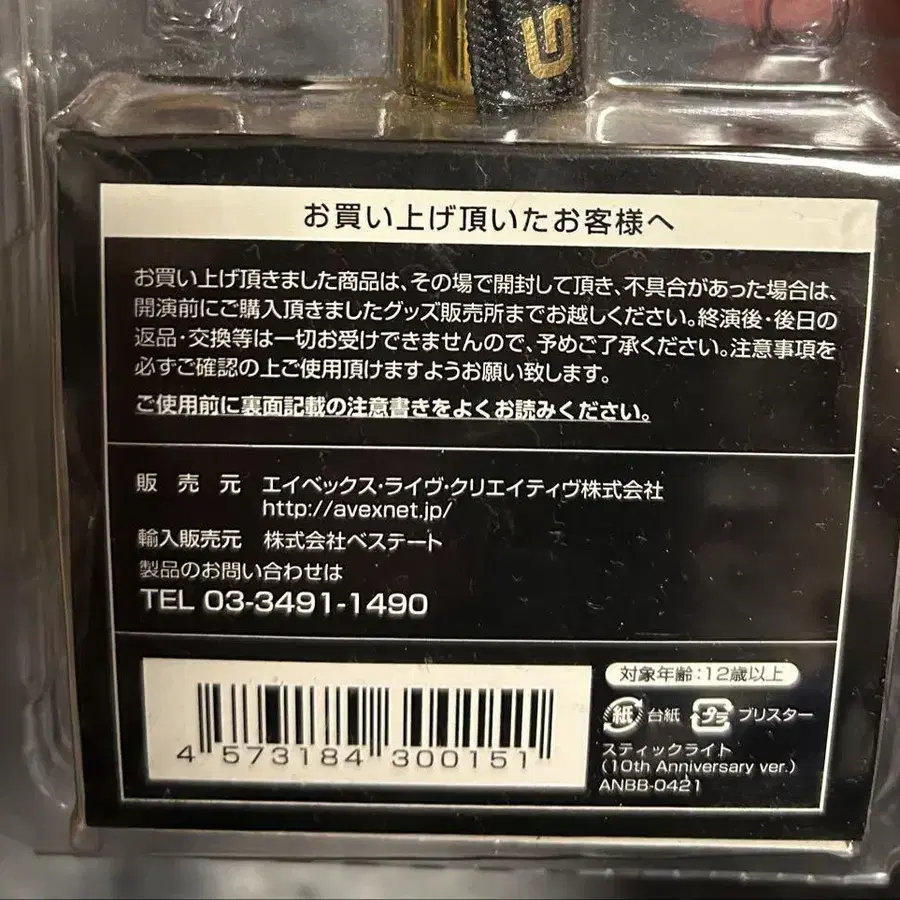 お買い上げ頂いたお客様へ
お買い上げ頂きました商品は、その場で開封して頂き、不具合があった場合は、
開演前にご購入頂きましたグッズ販売所までお越しください。終演後・後日の
返品・交換等は一切お受けできませんので、予めご了承ください。注意事項を
必ずご確認の上ご使用頂けますようお願い致します。
ご使用前に裏面記載の注意書きをよくお読みください。
販売元 エイベックス・ライヴ・クリエイティヴ株式会社
http://avexnet.jp/
輸入販売元 株式会社ベステート
製品のお問い合わせは
TEL 03-3491-1490
4 573184 300151
対象年齢:12歳以上
紙 台紙 プラ ブリスター
スティックライト
(10th Anniversary ver.)
ANBB-0421